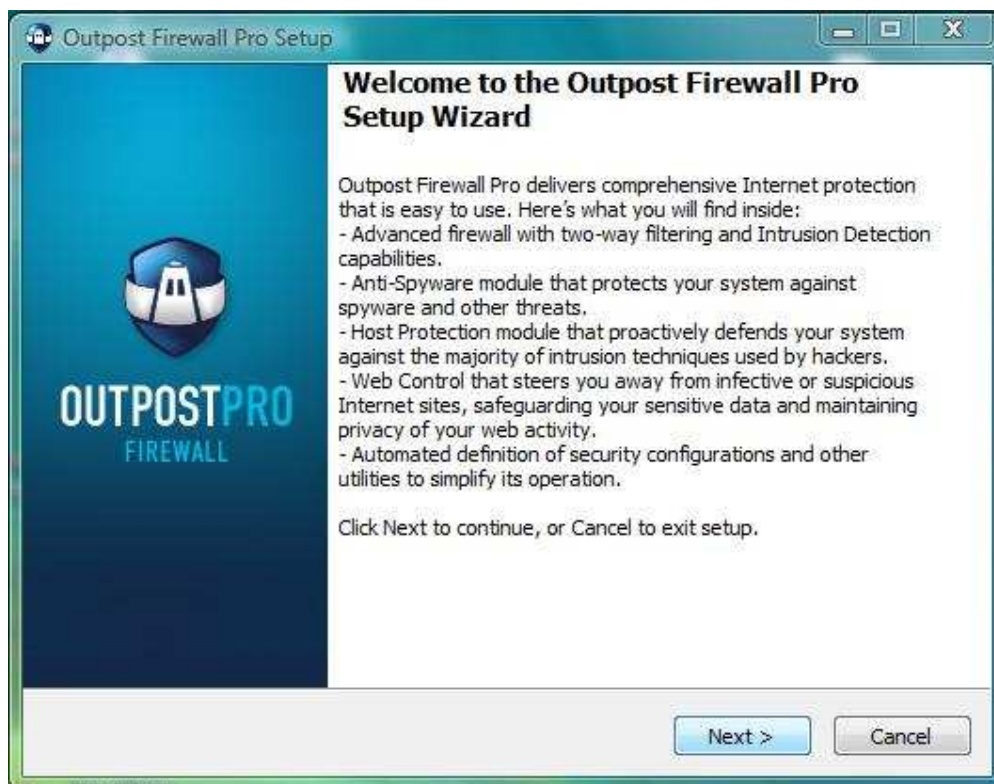 Outpost Firewall Pro Setup
Welcome to the Outpost Firewall Pro
Setup Wizard
Outpost Firewall Pro delivers comprehensive Internet protection
that is easy to use. Here's what you will find inside:
- Advanced firewall with two-way filtering and Intrusion Detection
capabilities.
- Anti-Spyware module that protects your system against
spyware and other threats.
- Host Protection module that proactively defends your system
against the majority of intrusion techniques used by hackers.
- Web Control that steers you away from infective or suspicious
Internet sites, safeguarding your sensitive data and maintaining
privacy of your web activity.
- Automated definition of security configurations and other
utilities to simplify its operation.
Click Next to continue, or Cancel to exit setup.
OUTPOSTPRO
FIREWALL
Next >
Cancel